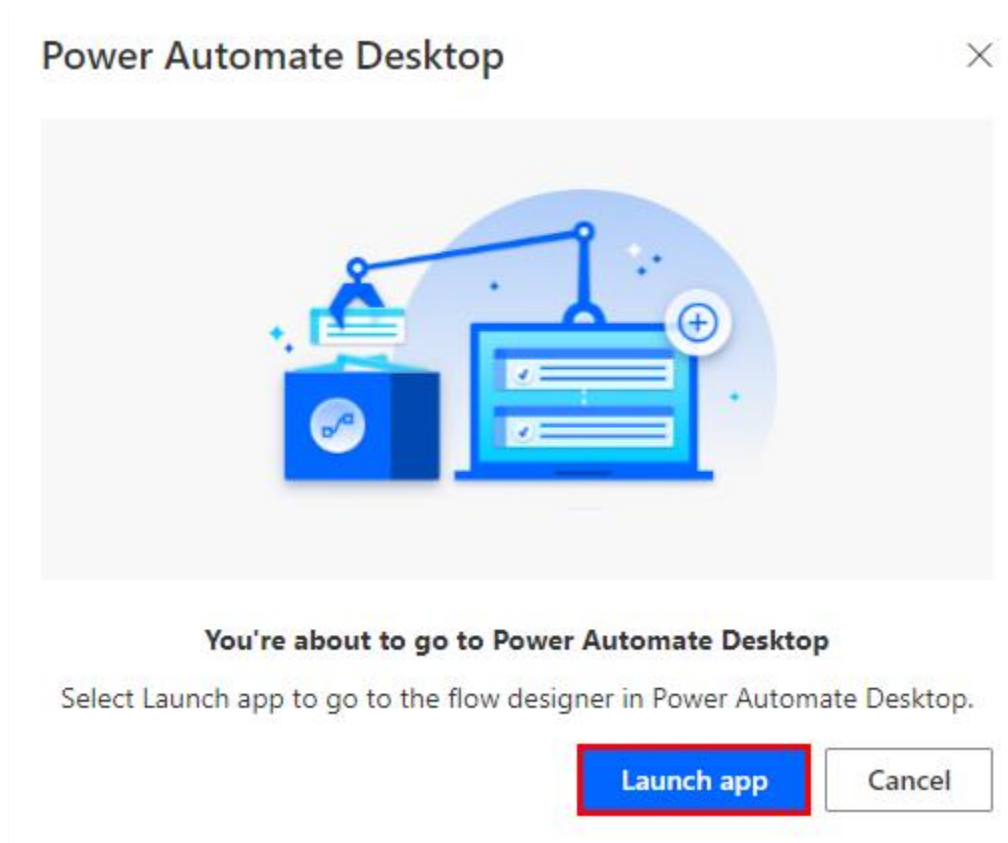 Power Automate Desktop
You're about to go to Power Automate Desktop
Select Launch app to go to the flow designer in Power Automate Desktop.
Launch app
Cancel